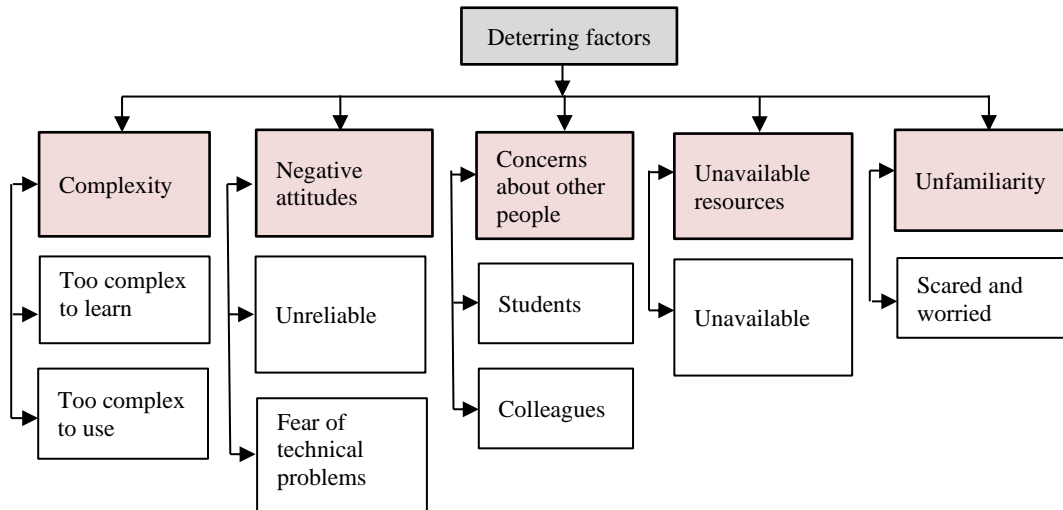 Deterring factors
Complexity
Too complex
to learn
Too complex
to use
Negative
attitudes
Unreliable
Fear of
technical
problems
Concerns
about other
people
Students
Colleagues
Unavailable
resources
Unavailable
Unfamiliarity
Scared and
worried